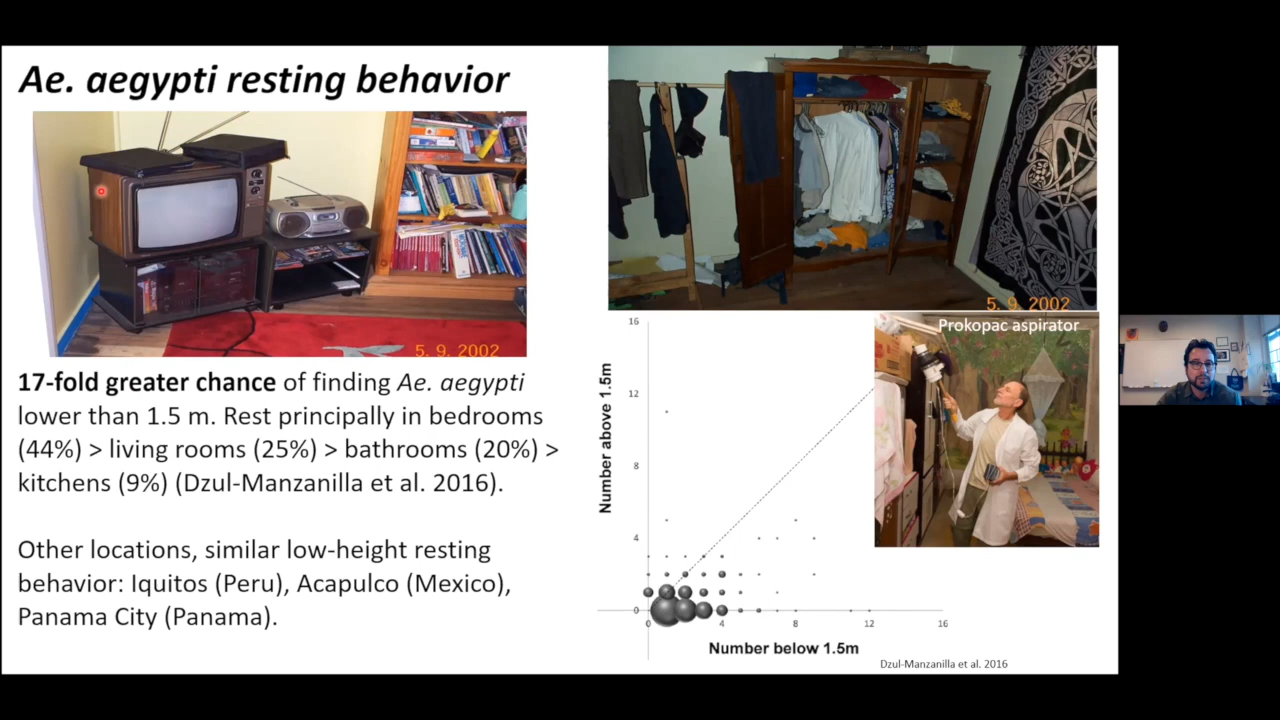 Ae. aegypti resting behavior
5. 9. 2002
5. 9. 2002
17-fold greater chance of finding Ae. aegypti
lower than 1.5 m. Rest principally in bedrooms
(44%) > living rooms (25%) > bathrooms (20%) >
kitchens (9%) (Dzul-Manzanilla et al. 2016).
Other locations, similar low-height resting
behavior: Iquitos (Peru), Acapulco (Mexico),
Panama City (Panama).
Prokopac aspirator
Number above 1.5m
16
12
8
4
0
0 4 8 12 16
Number below 1.5m
Dzul-Manzanilla et al. 2016